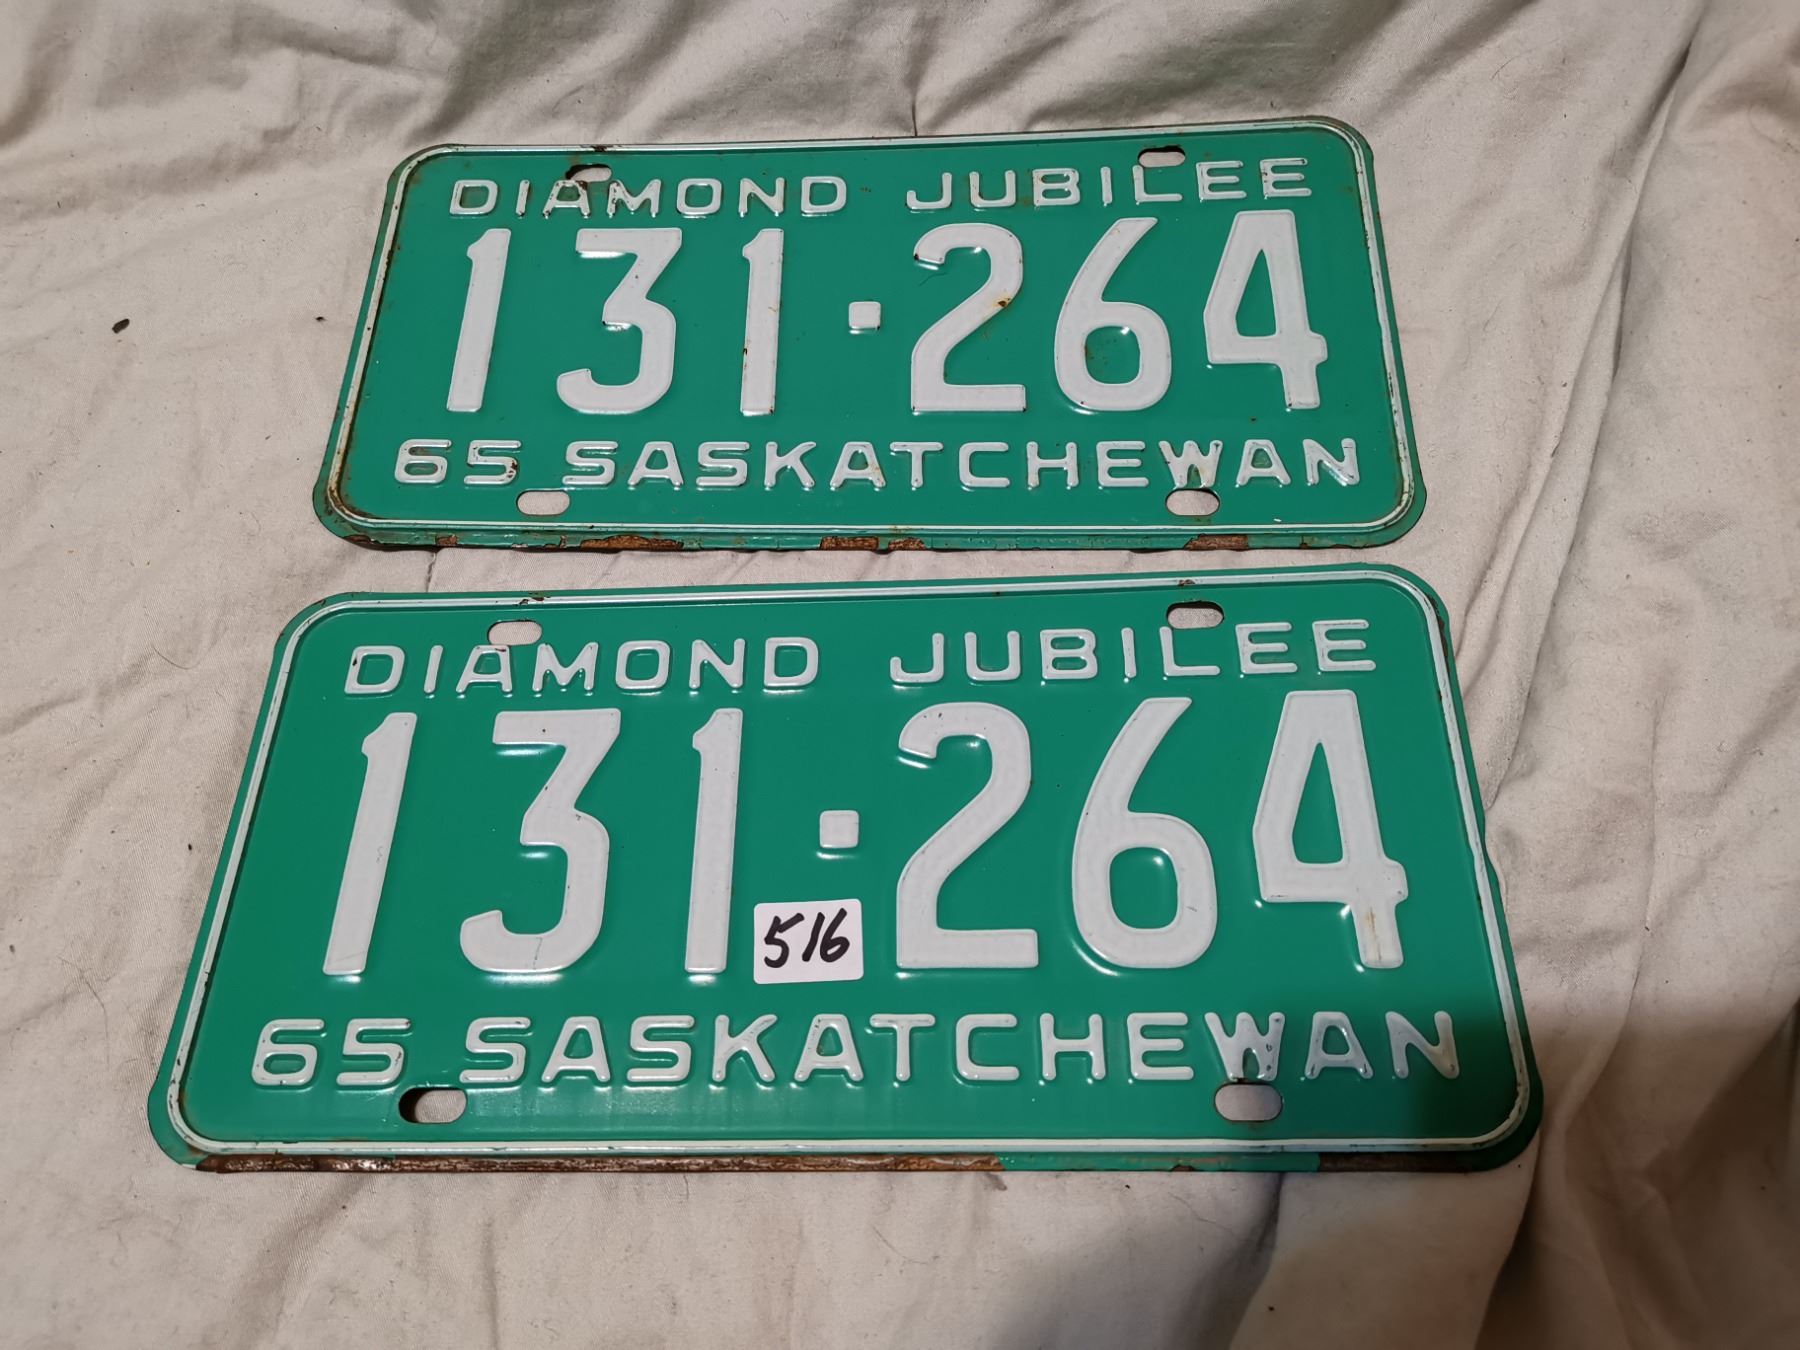 DIAMOND JUBILEE
131·264
65 SASKATCHEWAN
DIAMOND JUBILEE
131·264
516
65 SASKATCHEWAN